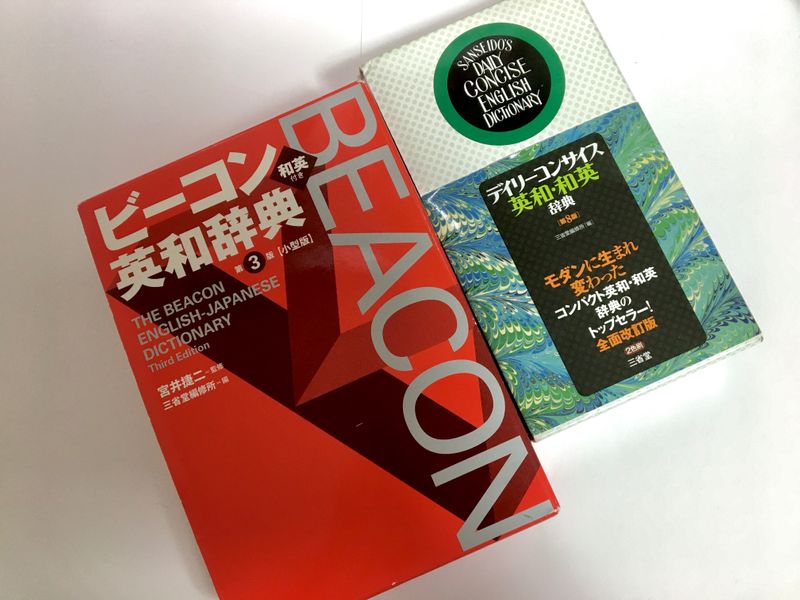 BEACON
ビーコン
和英
付き
英和辞典
第3版[小型版]
THE BEACON
ENGLISH-JAPANESE
DICTIONARY
Third Edition
宮井捷二-監修
三省堂編修所-編
SANSEIDO'S
DAILY
CONCISE
ENGLISH
DICTIONARY
デイリーコンサイス
英和・和英
辞典
[第8版]
三省堂編修所/編
モダンに生まれ
変わった
コンパクト英和・和英
辞典の
トップセラー!
全面改訂版
2色刷
三省堂